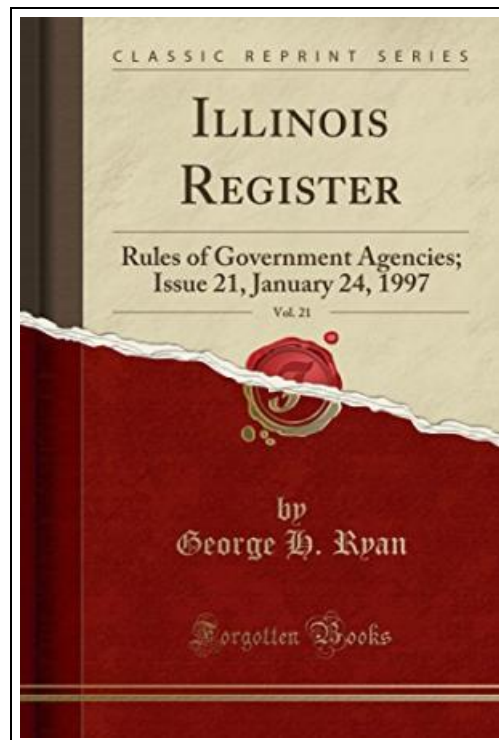 CLASSIC REPRINT SERIES
ILLINOIS
REGISTER
Rules of Government Agencies;
Issue 21, January 24, 1997
Vol. 21
by
George H. Ryan
Forgotten Books